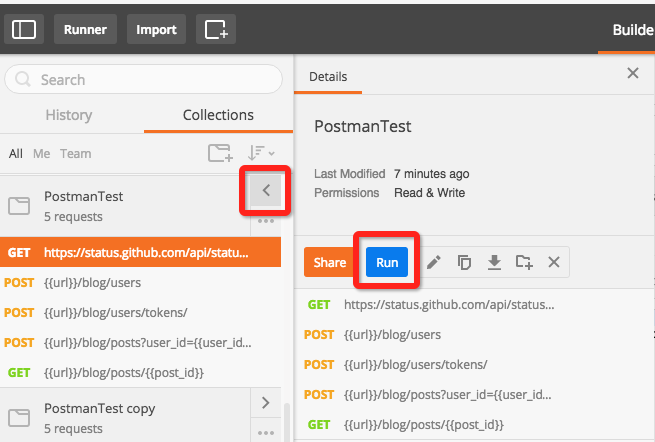 Runner
Import
Builde
Search
History
Collections
All
Me
Team
PostmanTest
5 requests
GET https://status.github.com/api/statu...
POST {{url}}/blog/users
POST {{url}}/blog/users/tokens/
POST {{url}}/blog/posts?user_id={{user_id...
GET {{url}}/blog/posts/{{post_id}}
PostmanTest copy
5 requests
Details
PostmanTest
Last Modified 7 minutes ago
Permissions Read & Write
Share
Run
GET https://status.github.com/api/status...
POST {{url}}/blog/users
POST {{url}}/blog/users/tokens/
POST {{url}}/blog/posts?user_id={{user_id...
GET {{url}}/blog/posts/{{post_id}}